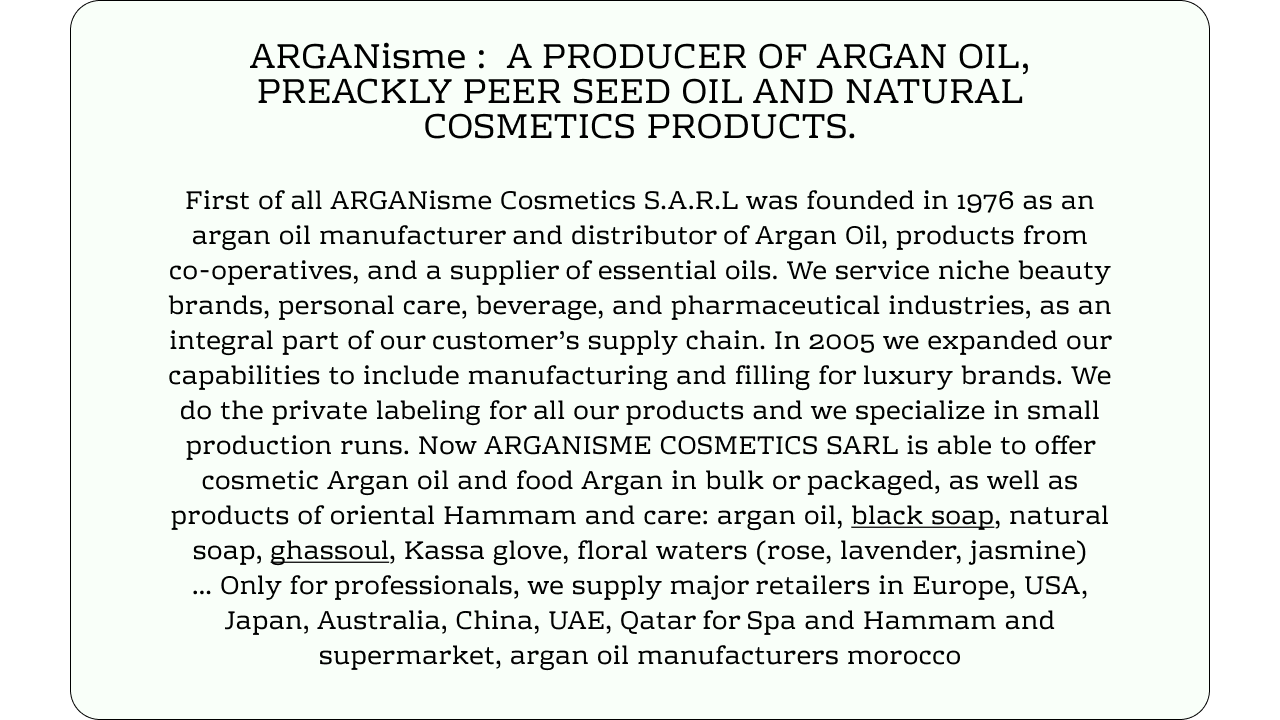 ARGANisme :  A PRODUCER OF ARGAN OIL,
PREACKLY PEER SEED OIL AND NATURAL
COSMETICS PRODUCTS.
First of all ARGANisme Cosmetics S.A.R.L was founded in 1976 as an
argan oil manufacturer and distributor of Argan Oil, products from
co-operatives, and a supplier of essential oils. We service niche beauty
brands, personal care, beverage, and pharmaceutical industries, as an
integral part of our customer’s supply chain. In 2005 we expanded our
capabilities to include manufacturing and filling for luxury brands. We
do the private labeling for all our products and we specialize in small
production runs. Now ARGANISME COSMETICS SARL is able to offer
cosmetic Argan oil and food Argan in bulk or packaged, as well as
products of oriental Hammam and care: argan oil, black soap, natural
soap, ghassoul, Kassa glove, floral waters (rose, lavender, jasmine)
... Only for professionals, we supply major retailers in Europe, USA,
Japan, Australia, China, UAE, Qatar for Spa and Hammam and
supermarket, argan oil manufacturers morocco